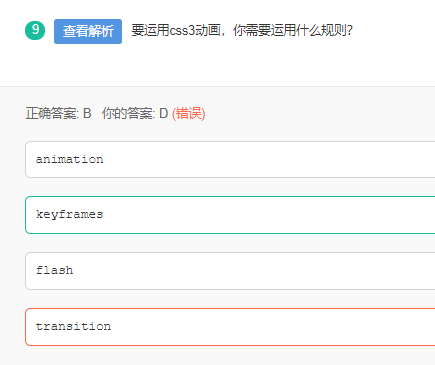 9 查看解析 要运用css3动画，你需要运用什么规则？
正确答案: B 你的答案: D (错误)
animation
keyframes
flash
transition